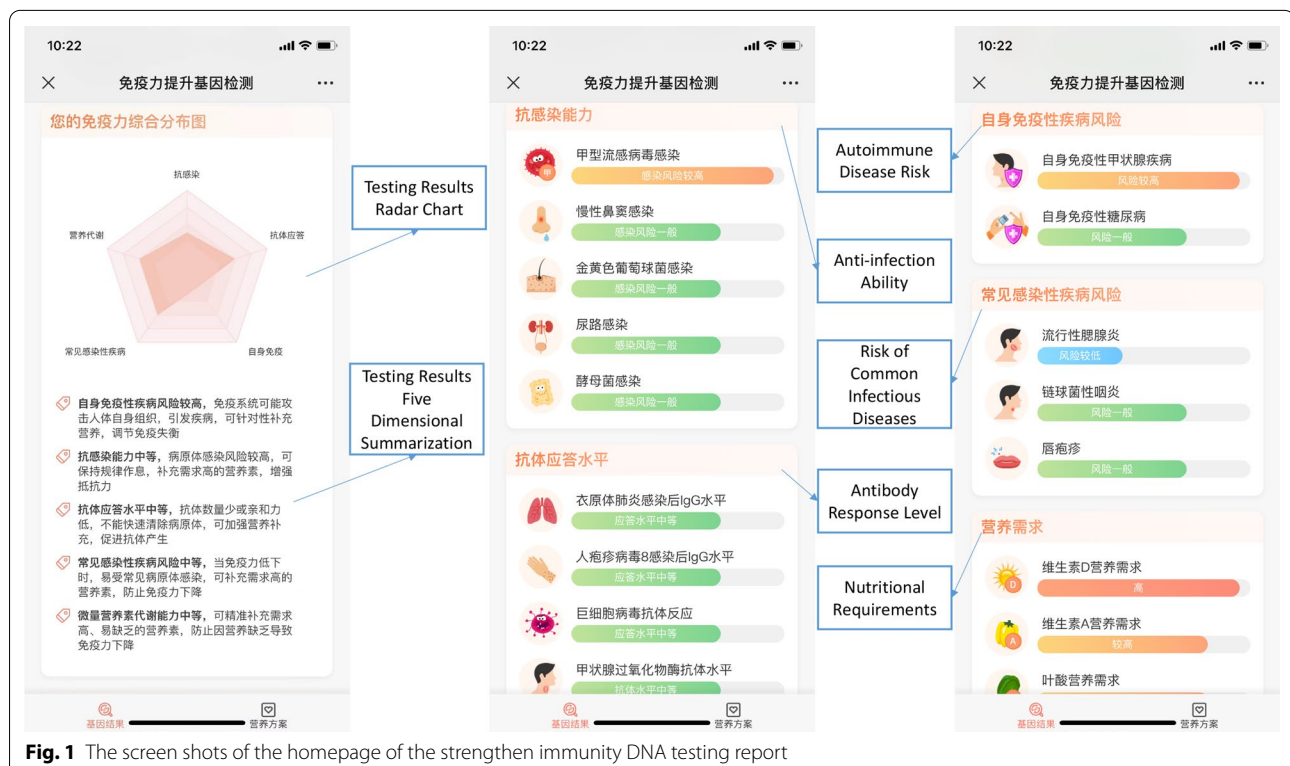 10:22
免疫力提升基因检测
您的免疫力综合分布图
抗感染
营养代谢
抗体应答
常见感染性疾病
自身免疫
自身免疫性疾病风险较高，免疫系统可能攻
击人体自身组织，引发疾病，可针对性补充
营养，调节免疫失衡
抗感染能力中等，病原体感染风险较高，可
保持规律作息，补充需求高的营养素，增强
抵抗力
抗体应答水平中等，抗体数量少或亲和力
低，不能快速清除病原体，可加强营养补
充，促进抗体产生
常见感染性疾病风险中等，当免疫力低下
时，易受常见病原体感染，可补充需求高的
营养素，防止免疫力下降
微量营养素代谢能力中等，可精准补充需求
高、易缺乏的营养素，防止因营养缺乏导致
免疫力下降
基因结果
营养方案
Testing Results
Radar Chart
Testing Results
Five
Dimensional
Summarization
10:22
免疫力提升基因检测
抗感染能力
甲型流感病毒感染
甲
感染风险较高
慢性鼻窦感染
感染风险一般
金黄色葡萄球菌感染
感染风险一般
尿路感染
感染风险一般
酵母菌感染
感染风险一般
抗体应答水平
衣原体肺炎感染后IgG水平
应答水平中等
人疱疹病毒8感染后IgG水平
应答水平中等
巨细胞病毒抗体反应
应答水平中等
甲状腺过氧化物酶抗体水平
抗体水平中等
基因结果
营养方案
Autoimmune
Disease Risk
Anti-infection
Ability
Risk of
Common
Infectious
Diseases
Antibody
Response Level
Nutritional
Requirements
10:22
免疫力提升基因检测
自身免疫性疾病风险
自身免疫性甲状腺疾病
风险较高
自身免疫性糖尿病
风险一般
常见感染性疾病风险
流行性腮腺炎
风险较低
链球菌性咽炎
风险一般
唇疱疹
风险一般
营养需求
维生素D营养需求
D
高
维生素A营养需求
A
较高
叶酸营养需求
基因结果
营养方案
Fig. 1 The screen shots of the homepage of the strengthen immunity DNA testing report